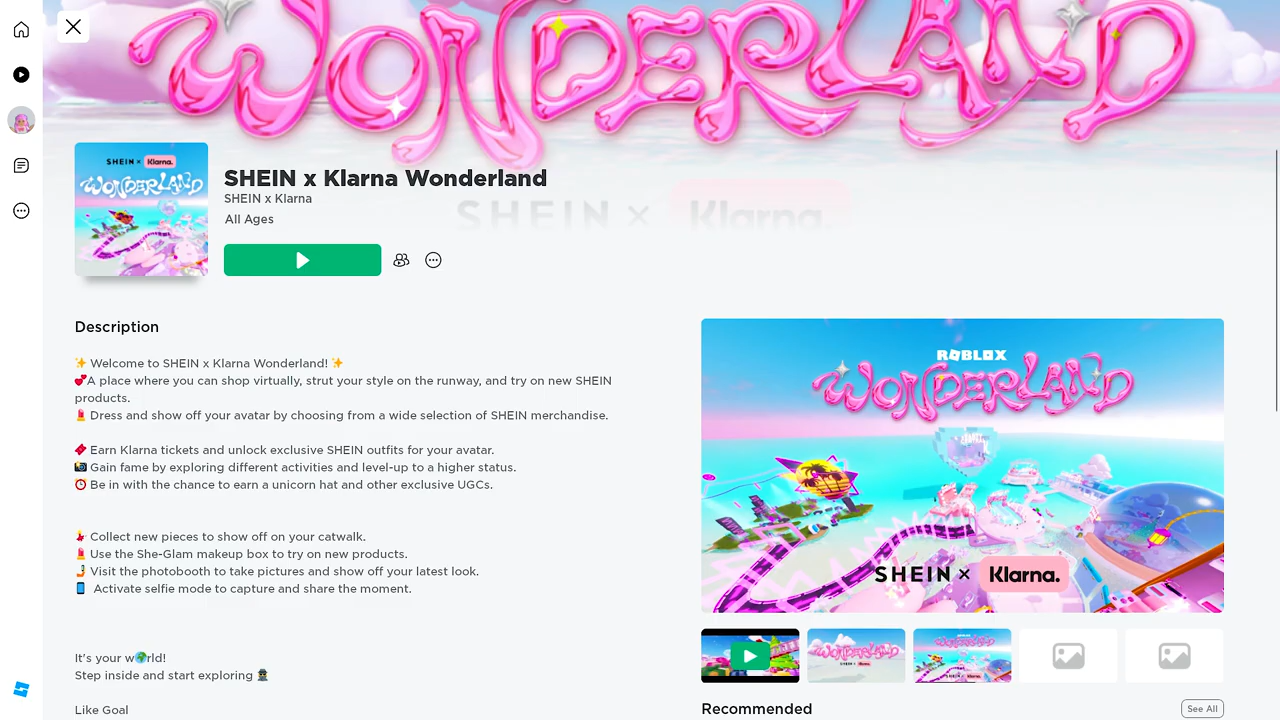 WONDERLAND
SHEIN × Klarna.
WONDERLAND
SHEIN x Klarna Wonderland
SHEIN x Klarna
All Ages
SHEIN × Klarna.
Description
✨ Welcome to SHEIN x Klarna Wonderland! ✨
💕A place where you can shop virtually, strut your style on the runway, and try on new SHEIN
products.
💄 Dress and show off your avatar by choosing from a wide selection of SHEIN merchandise.
🎟️ Earn Klarna tickets and unlock exclusive SHEIN outfits for your avatar.
📸 Gain fame by exploring different activities and level-up to a higher status.
⏰ Be in with the chance to earn a unicorn hat and other exclusive UGCs.
💃 Collect new pieces to show off on your catwalk.
💄 Use the She-Glam makeup box to try on new products.
🤳 Visit the photobooth to take pictures and show off your latest look.
📱 Activate selfie mode to capture and share the moment.
It's your w🌍rld!
Step inside and start exploring
Like Goal
ROBLOX
WONDERLAND
SHEIN × Klarna.
WONDERLAND
WONDERLAND
Recommended
See All